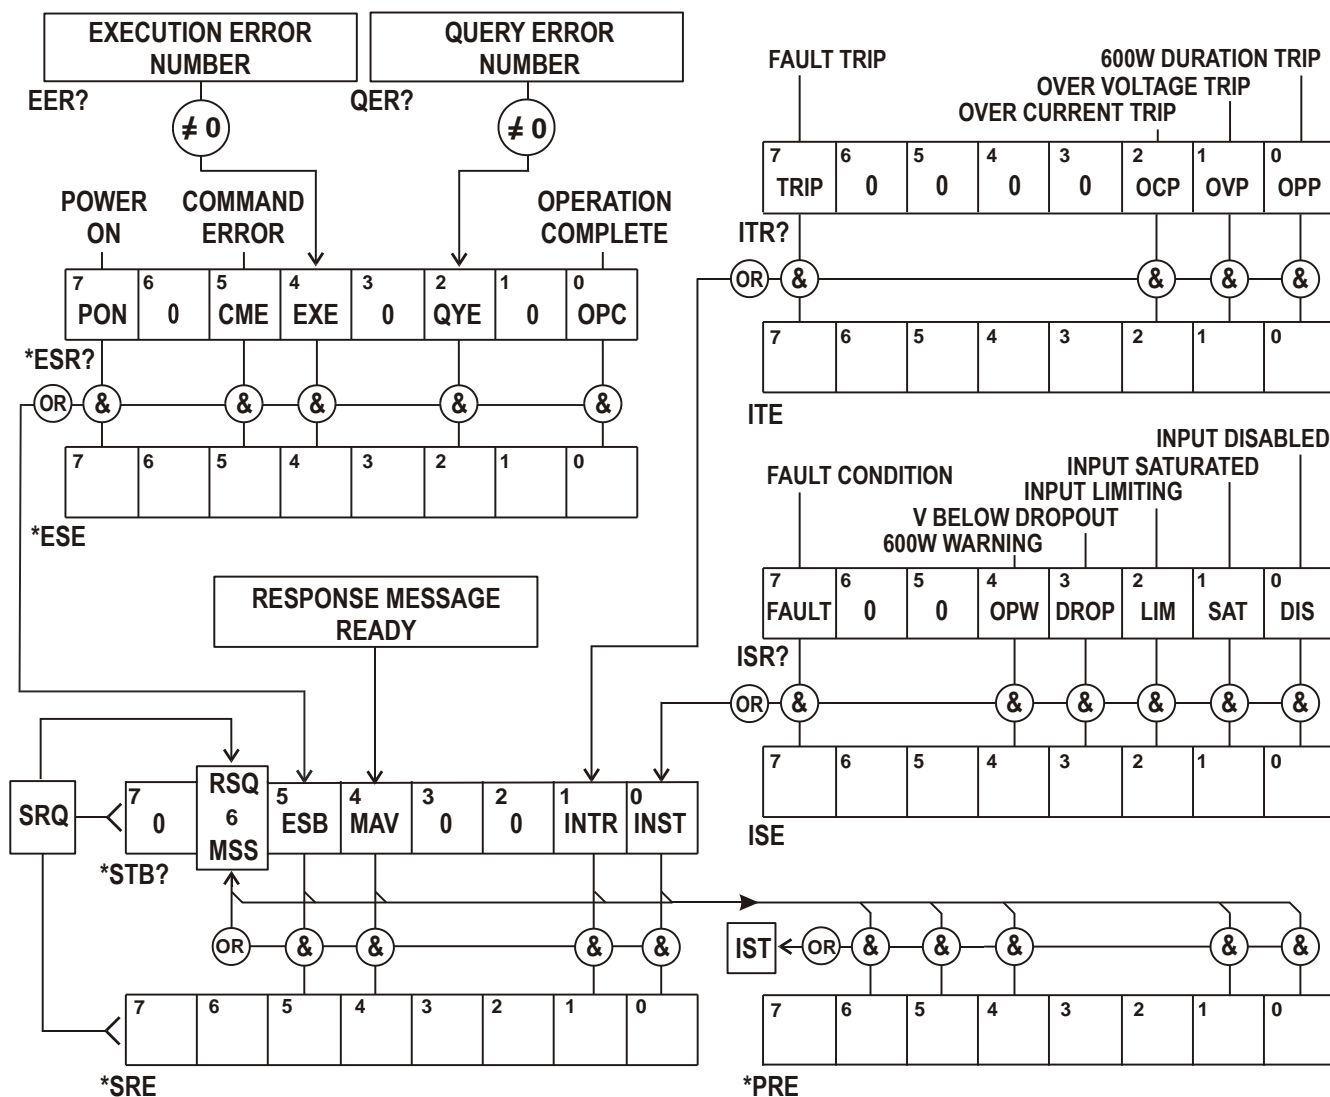 EXECUTION ERROR
NUMBER
EER?
≠ 0
QUERY ERROR
NUMBER
QER?
≠ 0
POWER
ON
COMMAND
ERROR
OPERATION
COMPLETE
7 6 5 4 3 2 1 0
PON 0 CME EXE 0 QYE 0 OPC
*ESR?
OR & & & & &
7 6 5 4 3 2 1 0
*ESE
FAULT TRIP
600W DURATION TRIP
OVER VOLTAGE TRIP
OVER CURRENT TRIP
7 6 5 4 3 2 1 0
TRIP 0 0 0 0 OCP OVP OPP
ITR?
OR & & & &
7 6 5 4 3 2 1 0
ITE
INPUT DISABLED
INPUT SATURATED
FAULT CONDITION
INPUT LIMITING
V BELOW DROPOUT
600W WARNING
7 6 5 4 3 2 1 0
FAULT 0 0 OPW DROP LIM SAT DIS
ISR?
OR & & & & & &
7 6 5 4 3 2 1 0
ISE
RESPONSE MESSAGE
READY
SRQ
7 RSQ 5 4 3 2 1 0
0 6 ESB MAV 0 0 INTR INST
MSS
*STB?
OR & & & &
7 6 5 4 3 2 1 0
*SRE
IST OR & & & & &
7 6 5 4 3 2 1 0
*PRE